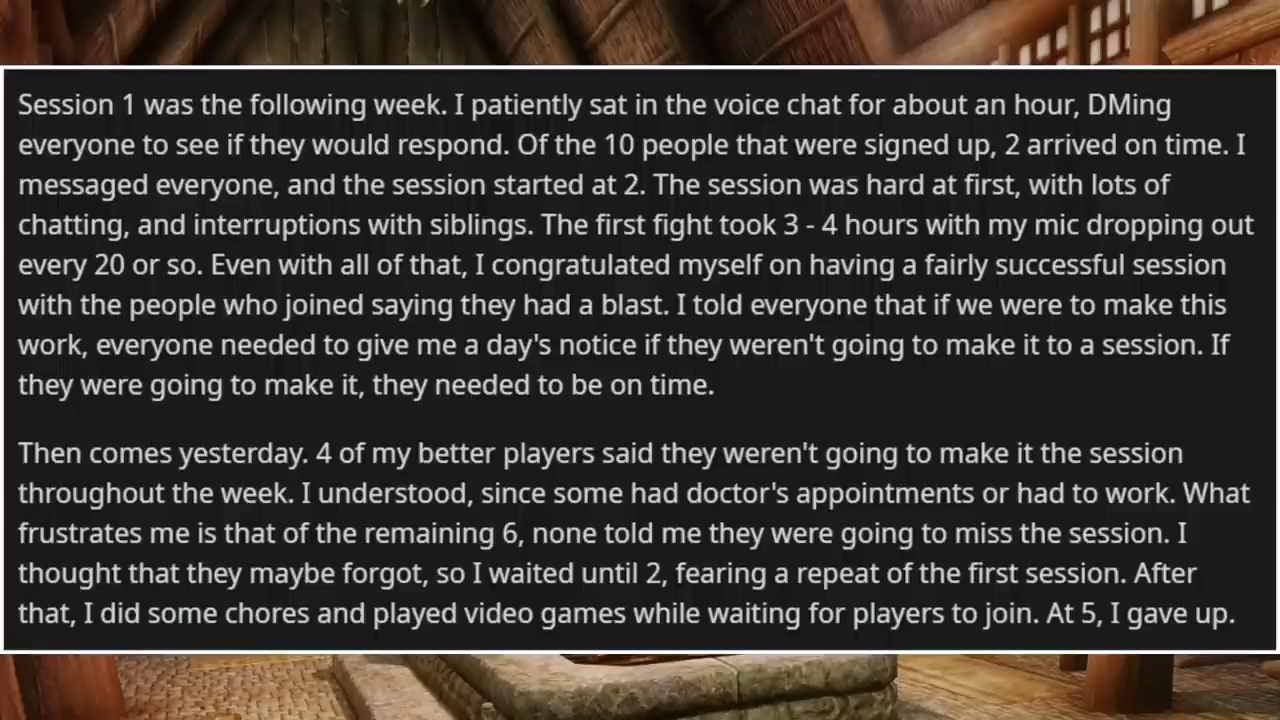 Session 1 was the following week. I patiently sat in the voice chat for about an hour, DMing
everyone to see if they would respond. Of the 10 people that were signed up, 2 arrived on time. I
messaged everyone, and the session started at 2. The session was hard at first, with lots of
chatting, and interruptions with siblings. The first fight took 3 - 4 hours with my mic dropping out
every 20 or so. Even with all of that, I congratulated myself on having a fairly successful session
with the people who joined saying they had a blast. I told everyone that if we were to make this
work, everyone needed to give me a day's notice if they weren't going to make it to a session. If
they were going to make it, they needed to be on time.
Then comes yesterday. 4 of my better players said they weren't going to make it the session
throughout the week. I understood, since some had doctor's appointments or had to work. What
frustrates me is that of the remaining 6, none told me they were going to miss the session. I
thought that they maybe forgot, so I waited until 2, fearing a repeat of the first session. After
that, I did some chores and played video games while waiting for players to join. At 5, I gave up.